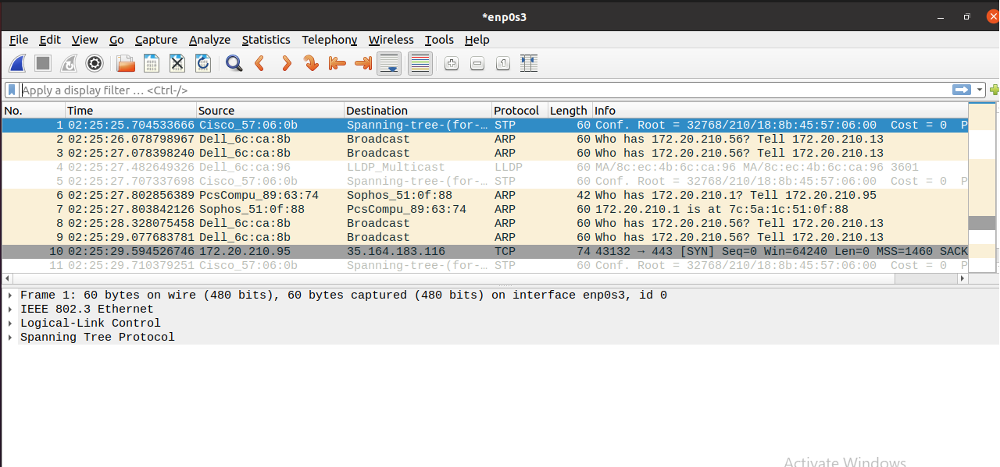 *enp0s3
File Edit View Go Capture Analyze Statistics Telephony Wireless Tools Help
Apply a display filter … <Ctrl-/>
No. Time Source Destination Protocol Length Info
1 02:25:25.704533666 Cisco_57:06:0b Spanning-tree-(for-… STP 60 Conf. Root = 32768/210/18:8b:45:57:06:00 Cost = 0 P
2 02:25:26.078798967 Dell_6c:ca:8b Broadcast ARP 60 Who has 172.20.210.56? Tell 172.20.210.13
3 02:25:27.078398240 Dell_6c:ca:8b Broadcast ARP 60 Who has 172.20.210.56? Tell 172.20.210.13
4 02:25:27.482649326 Dell_6c:ca:96 LLDP_Multicast LLDP 60 MA/8c:ec:4b:6c:ca:96 MA/8c:ec:4b:6c:ca:96 3601
5 02:25:27.707337698 Cisco_57:06:0b Spanning-tree-(for-… STP 60 Conf. Root = 32768/210/18:8b:45:57:06:00 Cost = 0 P
6 02:25:27.802856389 PcsCompu_89:63:74 Sophos_51:0f:88 ARP 42 Who has 172.20.210.1? Tell 172.20.210.95
7 02:25:27.803842126 Sophos_51:0f:88 PcsCompu_89:63:74 ARP 60 172.20.210.1 is at 7c:5a:1c:51:0f:88
8 02:25:28.328075458 Dell_6c:ca:8b Broadcast ARP 60 Who has 172.20.210.56? Tell 172.20.210.13
9 02:25:29.077683781 Dell_6c:ca:8b Broadcast ARP 60 Who has 172.20.210.56? Tell 172.20.210.13
10 02:25:29.594526746 172.20.210.95 35.164.183.116 TCP 74 43132 → 443 [SYN] Seq=0 Win=64240 Len=0 MSS=1460 SACK
11 02:25:29.710379251 Cisco_57:06:0b Spanning-tree-(for-… STP 60 Conf. Root = 32768/210/18:8b:45:57:06:00 Cost = 0 P
Frame 1: 60 bytes on wire (480 bits), 60 bytes captured (480 bits) on interface enp0s3, id 0
IEEE 802.3 Ethernet
Logical-Link Control
Spanning Tree Protocol
Activate Windows